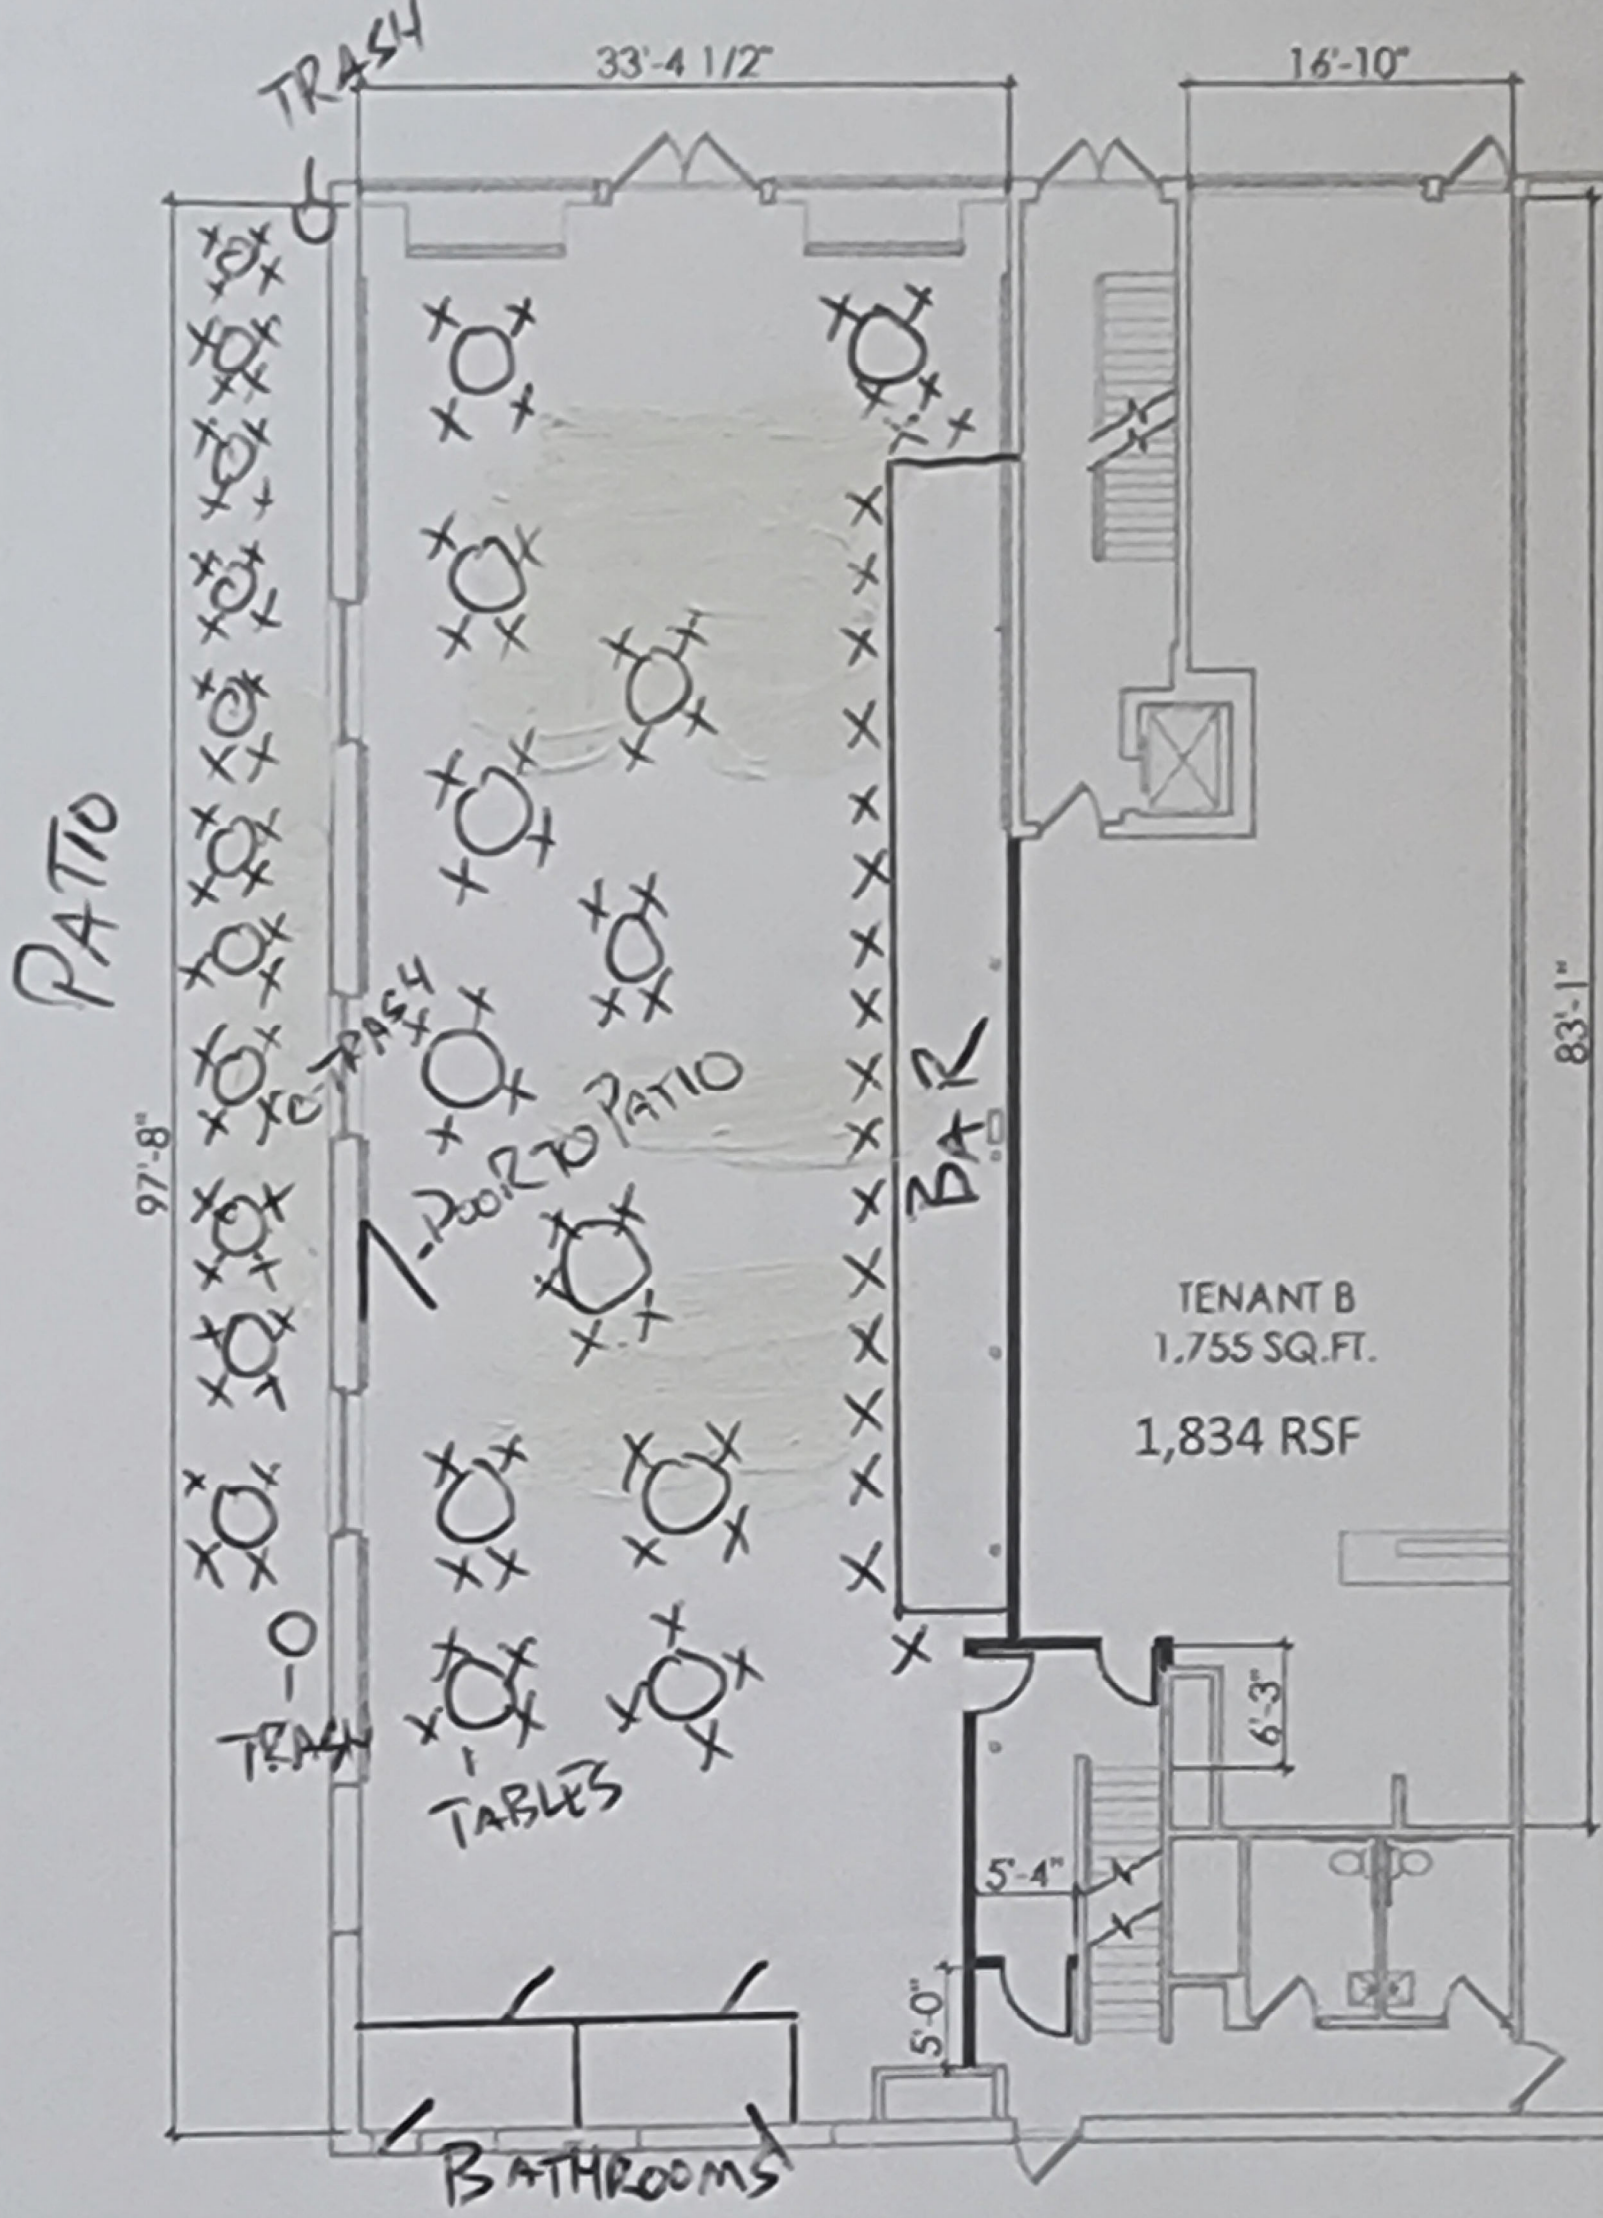 TRASH
33'-4 1/2"
16'-10"
PATIO
97'-8"
TRASH
DOOR TO PATIO
BAR
83'-1"
TENANT B
1,755 SQ.FT.
1,834 RSF
TRASH
TABLES
6'-3"
5'-4"
5'-0"
BATHROOMS